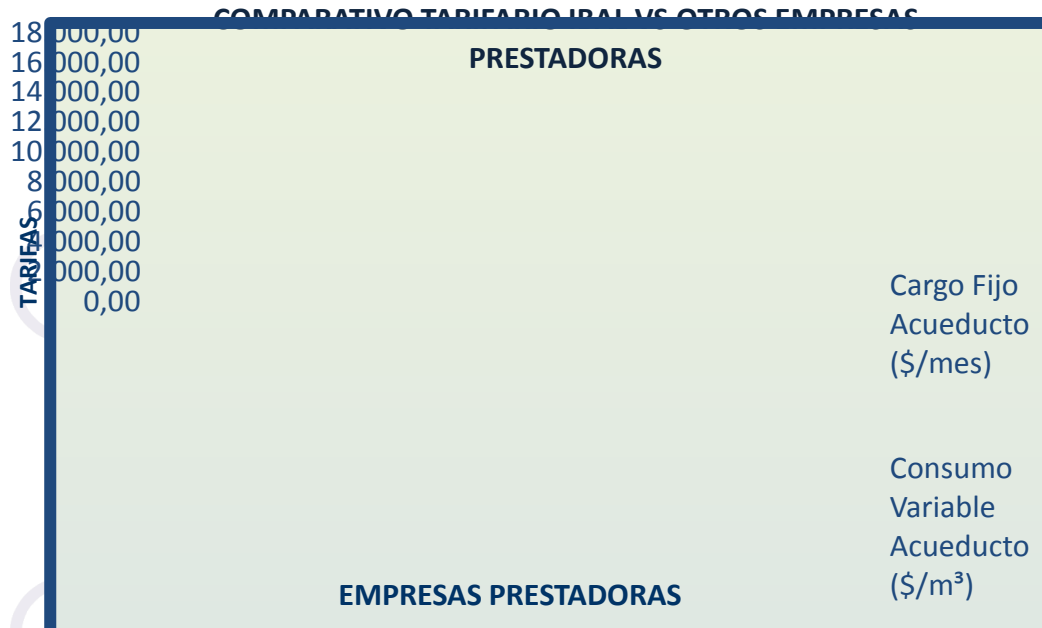 COMPARATIVO TARIFARIO IBAL VS OTROS EMPRESAS
PRESTADORAS
18.000,00
16.000,00
14.000,00
12.000,00
10.000,00
8.000,00
6.000,00
4.000,00
2.000,00
0,00
TARIFAS
Cargo Fijo
Acueducto
($/mes)
Consumo
Variable
Acueducto
($/m³)
EMPRESAS PRESTADORAS